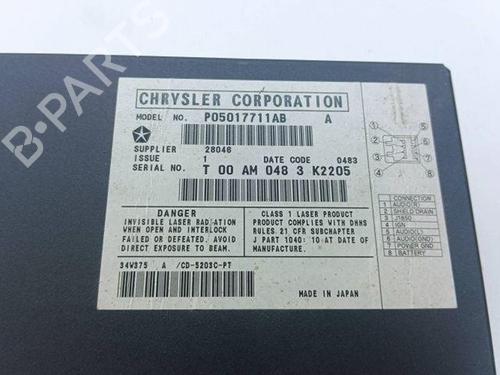 B-PARTS
CHRYSLER CORPORATION
MODEL NO. P05017711AB A
SUPPLIER 28046
ISSUE 1 DATE CODE 0483
SERIAL NO. T 00 AM 048 3 K2205
DANGER
INVISIBLE LASER RADIATION
WHEN OPEN AND INTERLOCK
FAILED OR DEFEATED. AVOID
DIRECT EXPOSURE TO BEAM.
CLASS 1 LASER PRODUCT
PRODUCT COMPLIES WITH DHHS
RULES 21 CFR SUBCHAPTER
J PART 1040:10 AT DATE OF
MANUFACTURE.
34W375 A /CD-5203C-PT
MADE IN JAPAN
CONNECTION
1 AUDIO(R)
2 SHIELD DRAIN
3 J1850
4 IGN
5 AUDIO(L)
6 AUDIO(GND)
7 POWER GND
8 BATTERY